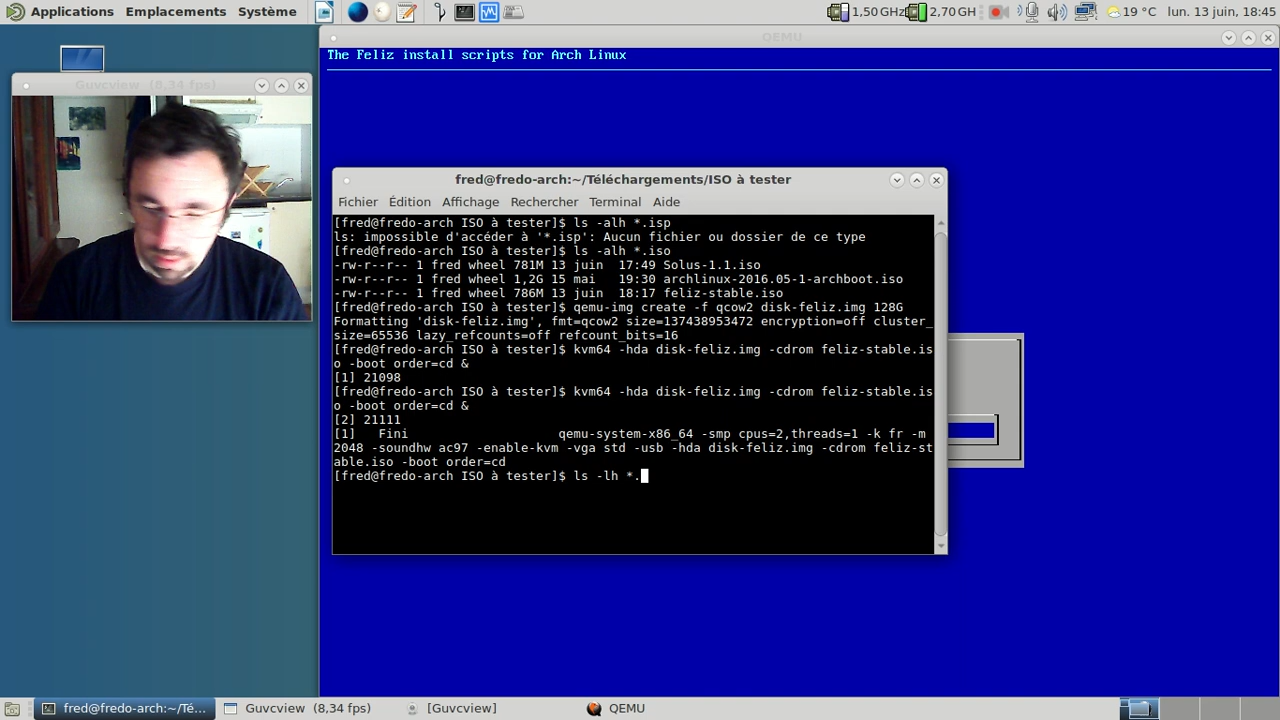 Applications Emplacements Système
1,50 GHz 2,70 GH 19 °C lun. 13 juin, 18:45
QEMU
The Feliz install scripts for Arch Linux
Guvcview (8,34 fps)
fred@fredo-arch:~/Téléchargements/ISO à tester
Fichier Édition Affichage Rechercher Terminal Aide
[fred@fredo-arch ISO à tester]$ ls -alh *.isp
ls: impossible d'accéder à '*.isp': Aucun fichier ou dossier de ce type
[fred@fredo-arch ISO à tester]$ ls -alh *.iso
-rw-r--r-- 1 fred wheel 781M 13 juin  17:49 Solus-1.1.iso
-rw-r--r-- 1 fred wheel 1,2G 15 mai   19:30 archlinux-2016.05-1-archboot.iso
-rw-r--r-- 1 fred wheel 786M 13 juin  18:17 feliz-stable.iso
[fred@fredo-arch ISO à tester]$ qemu-img create -f qcow2 disk-feliz.img 128G
Formatting 'disk-feliz.img', fmt=qcow2 size=137438953472 encryption=off cluster_
size=65536 lazy_refcounts=off refcount_bits=16
[fred@fredo-arch ISO à tester]$ kvm64 -hda disk-feliz.img -cdrom feliz-stable.is
o -boot order=cd &
[1] 21098
[fred@fredo-arch ISO à tester]$ kvm64 -hda disk-feliz.img -cdrom feliz-stable.is
o -boot order=cd &
[2] 21111
[1]   Fini                    qemu-system-x86_64 -smp cpus=2,threads=1 -k fr -m
2048 -soundhw ac97 -enable-kvm -vga std -usb -hda disk-feliz.img -cdrom feliz-st
able.iso -boot order=cd
[fred@fredo-arch ISO à tester]$ ls -lh *.
fred@fredo-arch:~/Té... Guvcview (8,34 fps) [Guvcview] QEMU